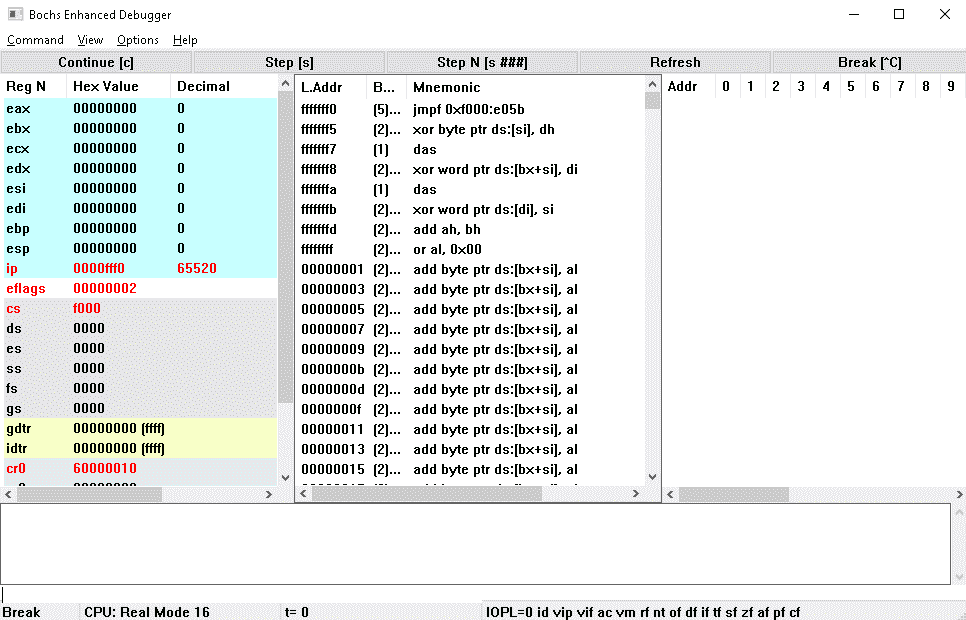 Bochs Enhanced Debugger
Command View Options Help
Continue [c] Step [s] Step N [s ###] Refresh Break [^C]
Reg N Hex Value Decimal
eax 00000000 0
ebx 00000000 0
ecx 00000000 0
edx 00000000 0
esi 00000000 0
edi 00000000 0
ebp 00000000 0
esp 00000000 0
ip 0000fff0 65520
eflags 00000002
cs f000
ds 0000
es 0000
ss 0000
fs 0000
gs 0000
gdtr 00000000 (ffff)
idtr 00000000 (ffff)
cr0 60000010
L.Addr B... Mnemonic
fffffff0 (5)... jmpf 0xf000:e05b
fffffff5 (2)... xor byte ptr ds:[si], dh
fffffff7 (1) das
fffffff8 (2)... xor word ptr ds:[bx+si], di
fffffffa (1) das
fffffffb (2)... xor word ptr ds:[di], si
fffffffd (2)... add ah, bh
ffffffff (2)... or al, 0x00
00000001 (2)... add byte ptr ds:[bx+si], al
00000003 (2)... add byte ptr ds:[bx+si], al
00000005 (2)... add byte ptr ds:[bx+si], al
00000007 (2)... add byte ptr ds:[bx+si], al
00000009 (2)... add byte ptr ds:[bx+si], al
0000000b (2)... add byte ptr ds:[bx+si], al
0000000d (2)... add byte ptr ds:[bx+si], al
0000000f (2)... add byte ptr ds:[bx+si], al
00000011 (2)... add byte ptr ds:[bx+si], al
00000013 (2)... add byte ptr ds:[bx+si], al
00000015 (2)... add byte ptr ds:[bx+si], al
Addr 0 1 2 3 4 5 6 7 8 9
Break CPU: Real Mode 16 t= 0 IOPL=0 id vip vif ac vm rf nt of df if tf sf zf af pf cf